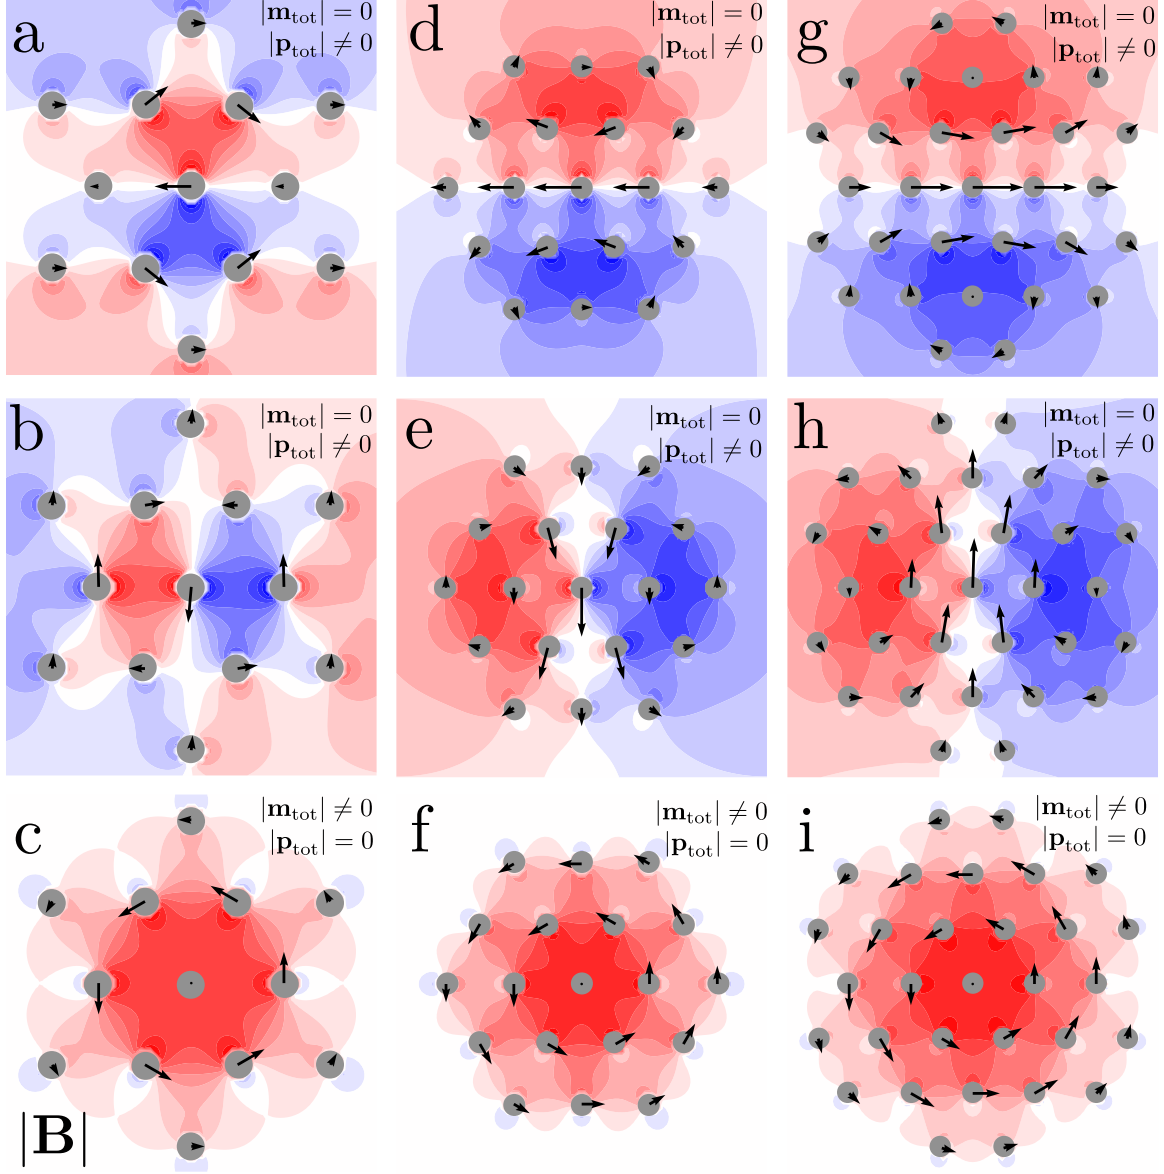 a
|m_tot| = 0
|p_tot| ≠ 0
d
|m_tot| = 0
|p_tot| ≠ 0
g
|m_tot| = 0
|p_tot| ≠ 0
b
|m_tot| = 0
|p_tot| ≠ 0
e
|m_tot| = 0
|p_tot| ≠ 0
h
|m_tot| = 0
|p_tot| ≠ 0
c
|m_tot| ≠ 0
|p_tot| = 0
f
|m_tot| ≠ 0
|p_tot| = 0
i
|m_tot| ≠ 0
|p_tot| = 0
|B|